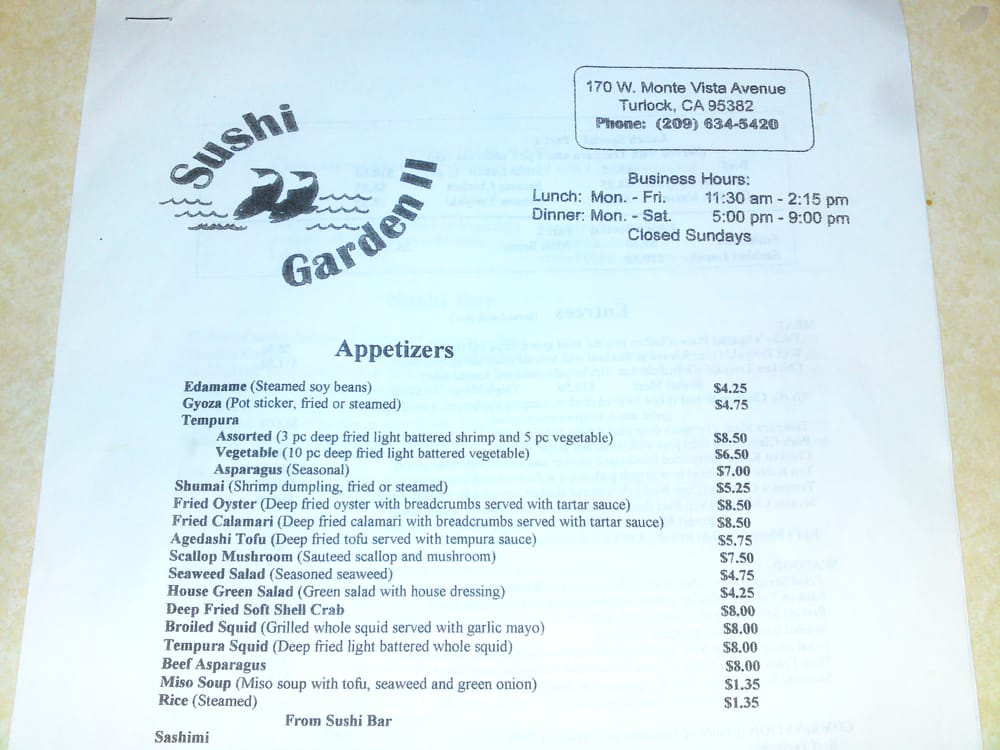 Sushi
Garden II
170 W. Monte Vista Avenue
Turlock, CA 95382
Phone: (209) 634-5420
Business Hours:
Lunch: Mon. - Fri. 11:30 am - 2:15 pm
Dinner: Mon. - Sat. 5:00 pm - 9:00 pm
Closed Sundays
Appetizers
Edamame (Steamed soy beans) $4.25
Gyoza (Pot sticker, fried or steamed) $4.75
Tempura
Assorted (3 pc deep fried light battered shrimp and 5 pc vegetable) $8.50
Vegetable (10 pc deep fried light battered vegetable) $6.50
Asparagus (Seasonal) $7.00
Shumai (Shrimp dumpling, fried or steamed) $5.25
Fried Oyster (Deep fried oyster with breadcrumbs served with tartar sauce) $8.50
Fried Calamari (Deep fried calamari with breadcrumbs served with tartar sauce) $8.50
Agedashi Tofu (Deep fried tofu served with tempura sauce) $5.75
Scallop Mushroom (Sauteed scallop and mushroom) $7.50
Seaweed Salad (Seasoned seaweed) $4.75
House Green Salad (Green salad with house dressing) $4.25
Deep Fried Soft Shell Crab $8.00
Broiled Squid (Grilled whole squid served with garlic mayo) $8.00
Tempura Squid (Deep fried light battered whole squid) $8.00
Beef Asparagus $8.00
Miso Soup (Miso soup with tofu, seaweed and green onion) $1.35
Rice (Steamed) $1.35
From Sushi Bar
Sashimi